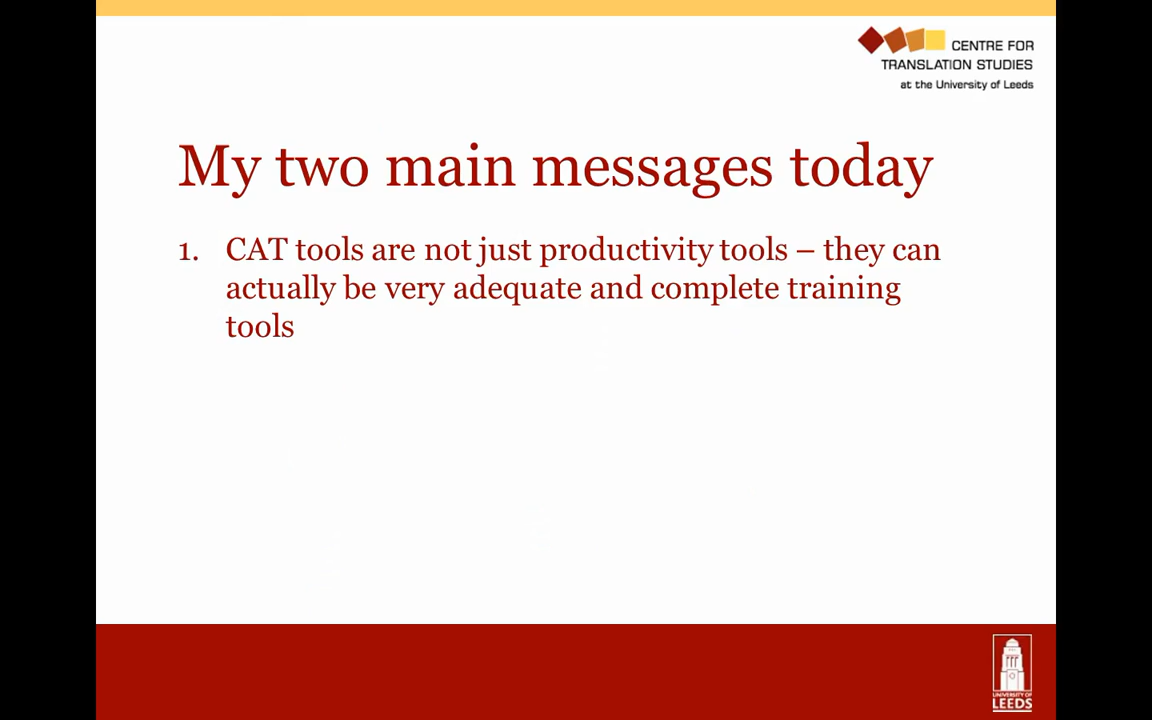 CENTRE FOR
TRANSLATION STUDIES
at the University of Leeds
My two main messages today
1. CAT tools are not just productivity tools – they can
actually be very adequate and complete training
tools
UNIVERSITY OF
LEEDS